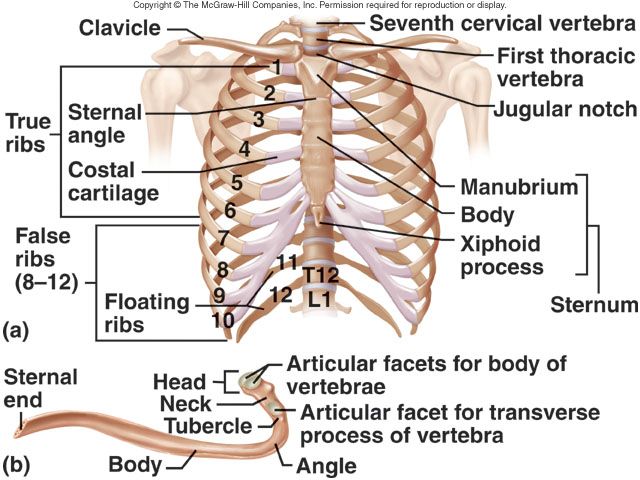 Copyright © The McGraw-Hill Companies, Inc. Permission required for reproduction or display.
Clavicle
Seventh cervical vertebra
First thoracic
vertebra
Jugular notch
1
2
3
4
5
6
7
8
9
10
11
12
T12
L1
True
ribs
Sternal
angle
Costal
cartilage
Manubrium
Body
Xiphoid
process
Sternum
False
ribs
(8–12)
Floating
ribs
(a)
Sternal
end
Head
Neck
Tubercle
Articular facets for body of
vertebrae
Articular facet for transverse
process of vertebra
(b)
Body
Angle